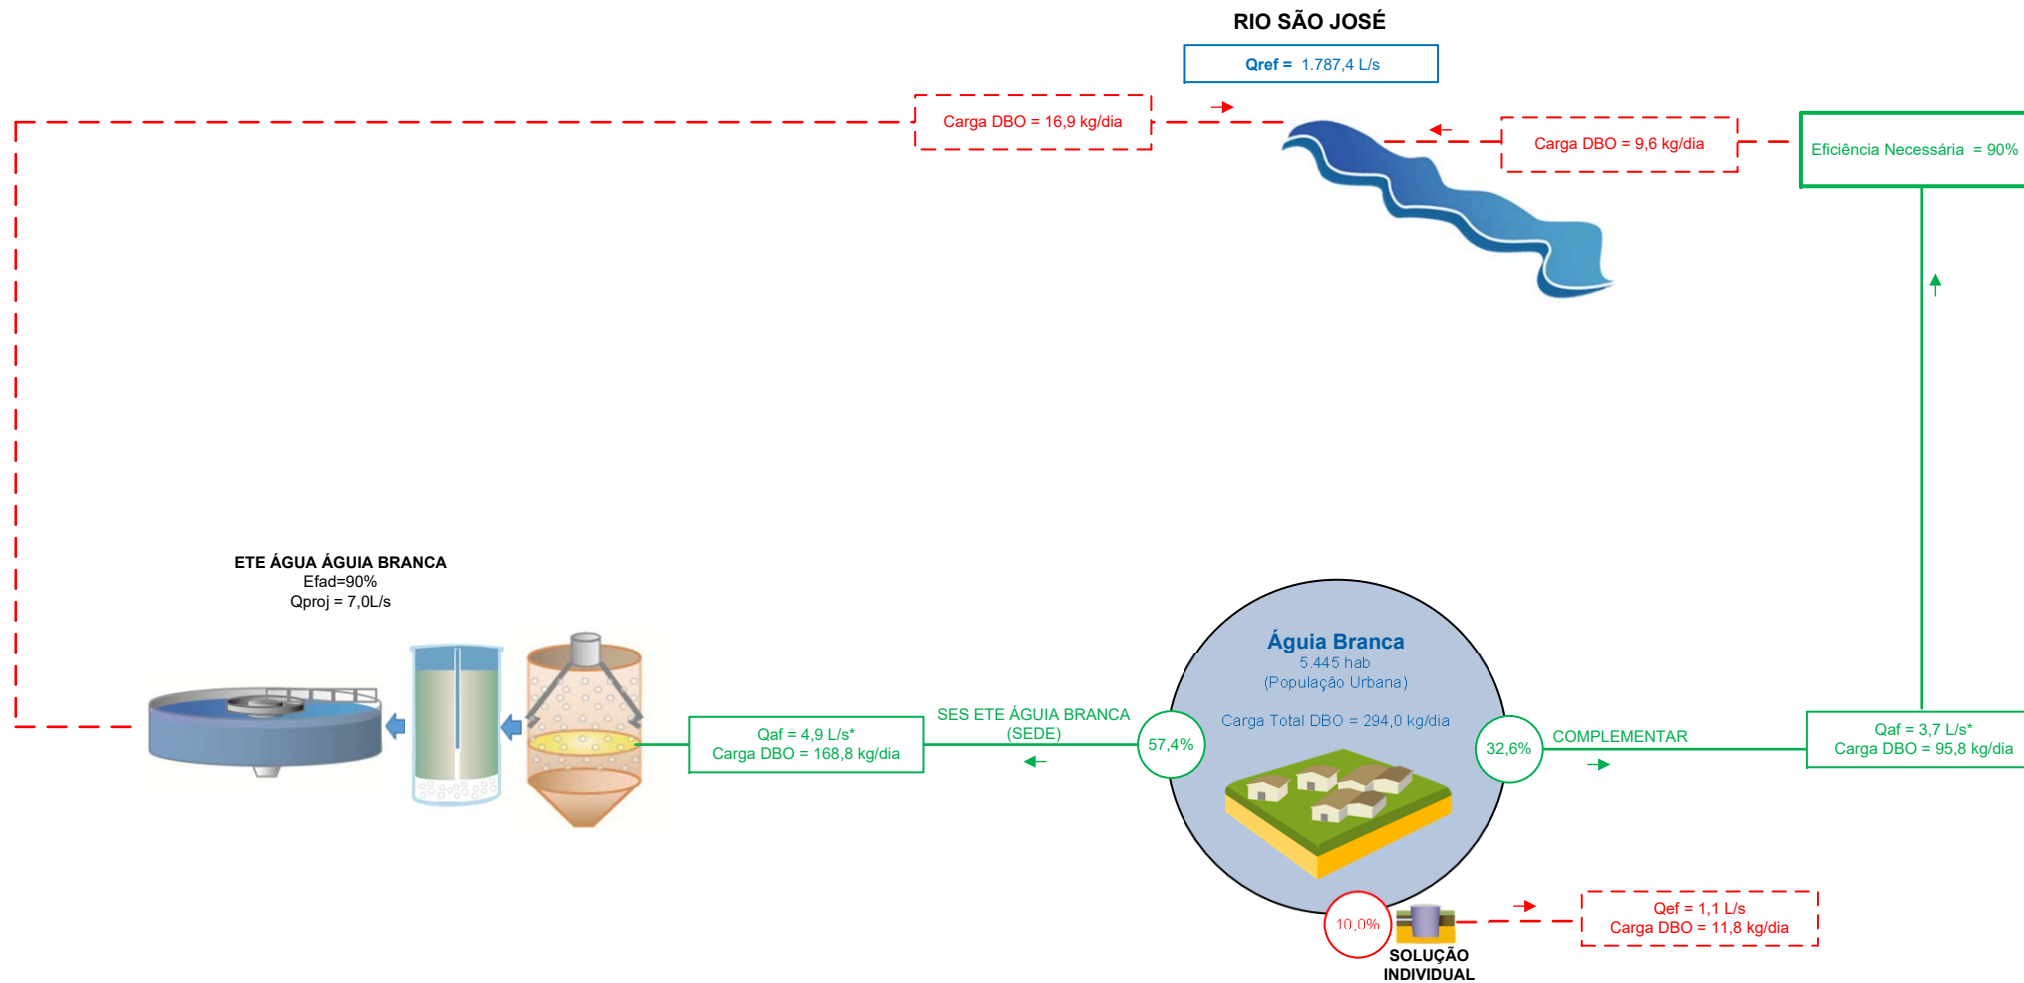 RIO SÃO JOSÉ
Qref = 1.787,4 L/s
Carga DBO = 16,9 kg/dia
Carga DBO = 9,6 kg/dia
Eficiência Necessária = 90%
ETE ÁGUA ÁGUIA BRANCA
Efad=90%
Qproj = 7,0L/s
Qaf = 4,9 L/s*
Carga DBO = 168,8 kg/dia
SES ETE ÁGUIA BRANCA
(SEDE)
57,4%
Águia Branca
5.445 hab
(População Urbana)
Carga Total DBO = 294,0 kg/dia
32,6%
COMPLEMENTAR
Qaf = 3,7 L/s*
Carga DBO = 95,8 kg/dia
10,0%
SOLUÇÃO
INDIVIDUAL
Qef = 1,1 L/s
Carga DBO = 11,8 kg/dia